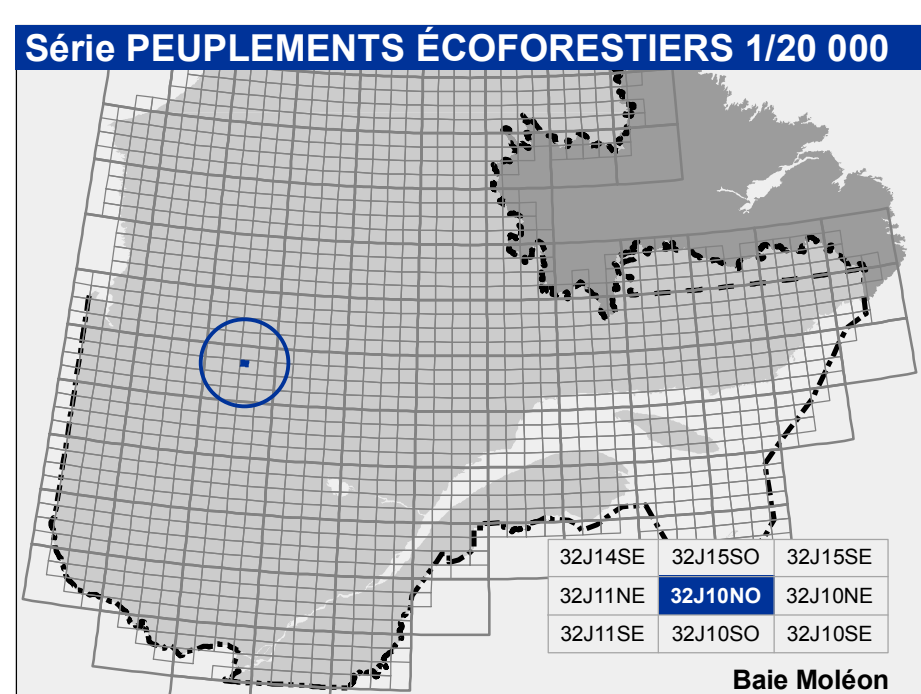 Série PEUPLEMENTS ÉCOFORESTIERS 1/20 000
32J14SE 32J15SO 32J15SE
32J11NE 32J10NO 32J10NE
32J11SE 32J10SO 32J10SE
Baie Moléon